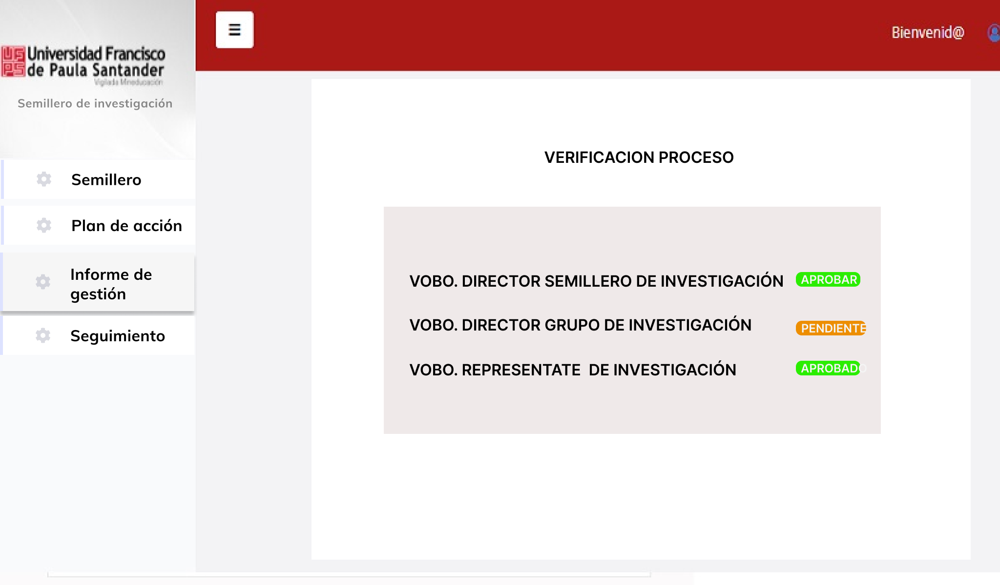 Bienvenid@
Universidad Francisco
de Paula Santander
Vigilada Mineducación
Semillero de investigación
Semillero
Plan de acción
Informe de
gestión
Seguimiento
VERIFICACION PROCESO
VOBO. DIRECTOR SEMILLERO DE INVESTIGACIÓN APROBAR
VOBO. DIRECTOR GRUPO DE INVESTIGACIÓN PENDIENTE
VOBO. REPRESENTATE  DE INVESTIGACIÓN APROBADO